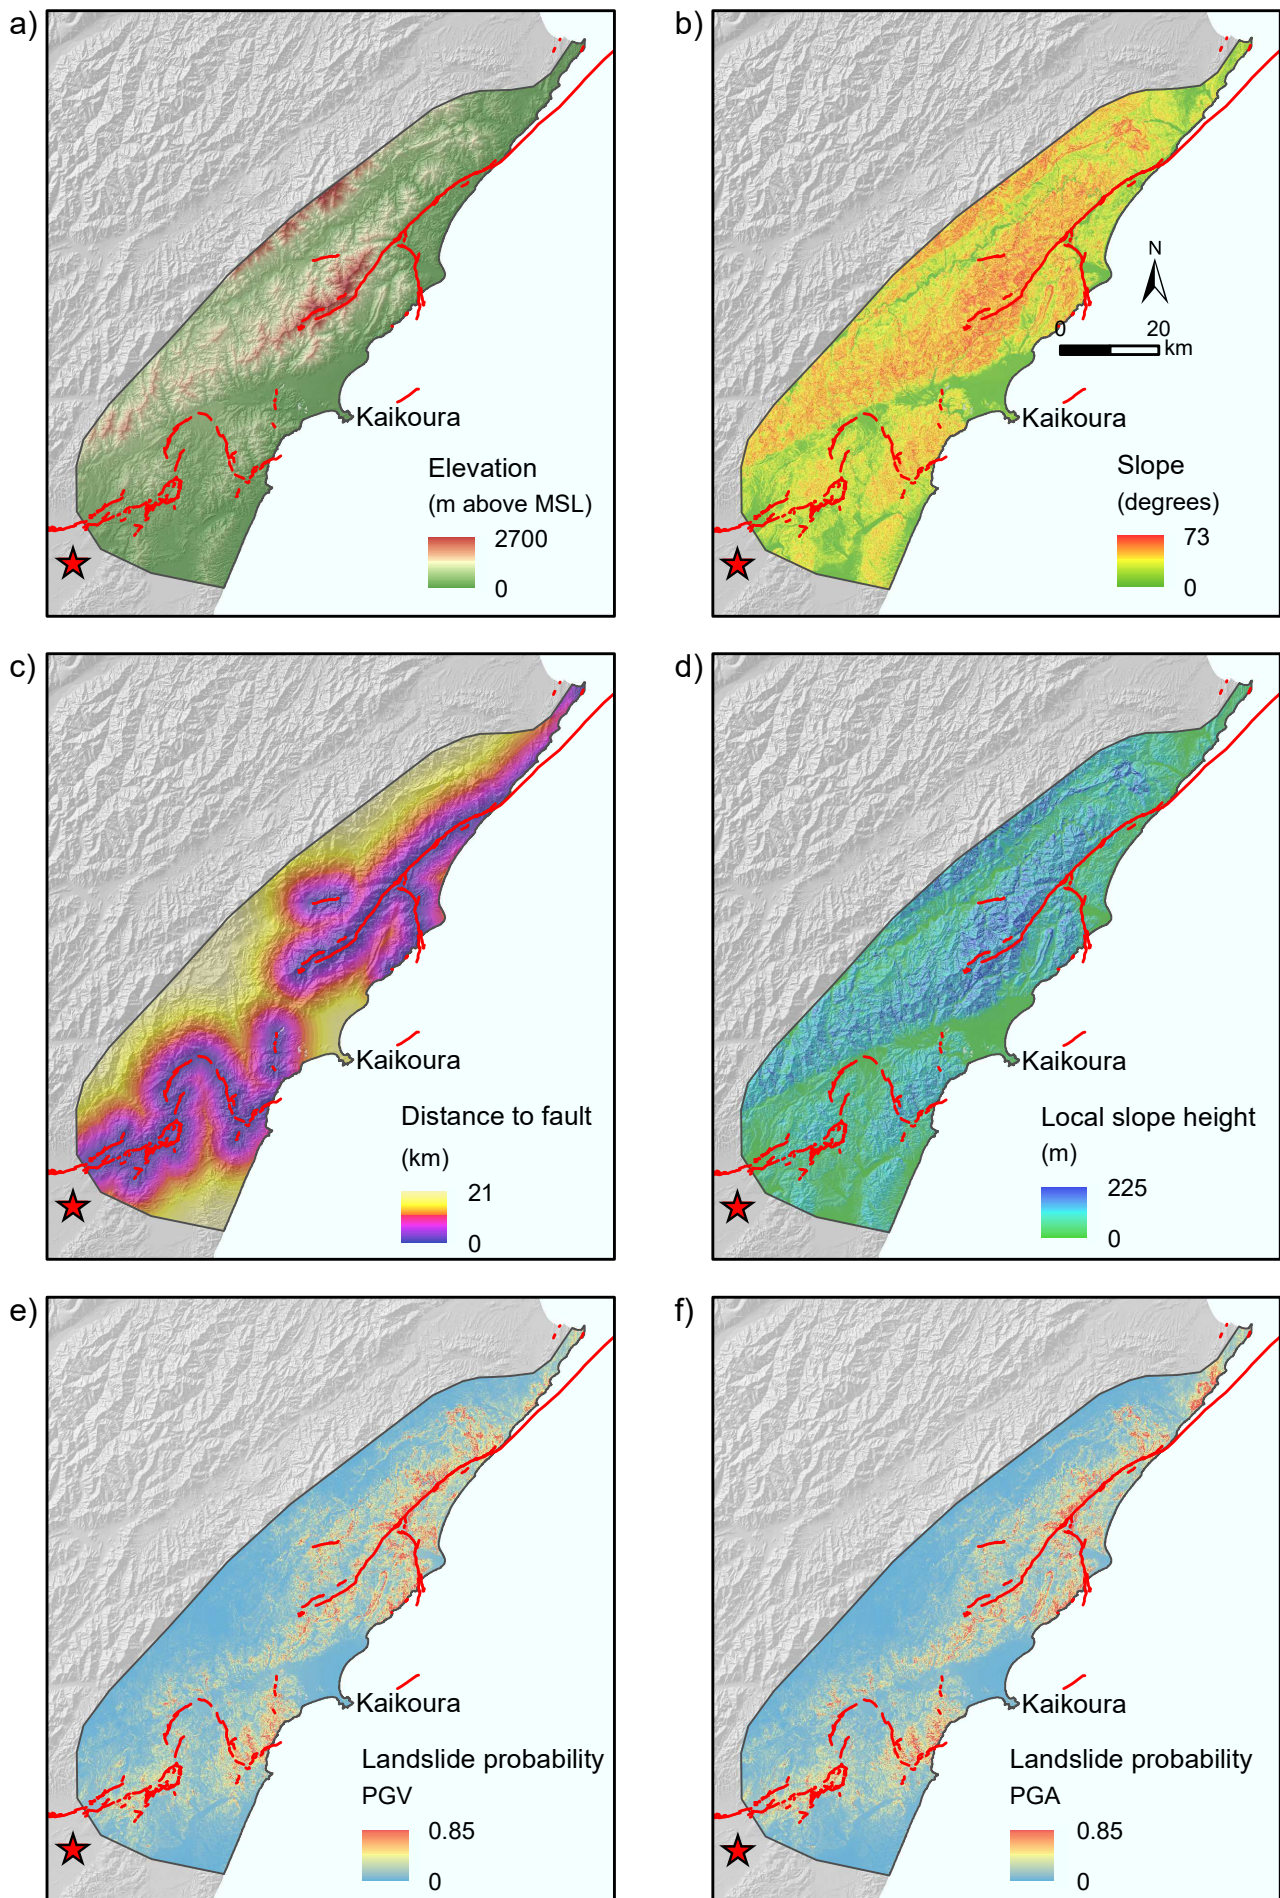 a)
Kaikoura
Elevation
(m above MSL)
2700
0
b)
N
0 20
km
Slope
(degrees)
73
0
c)
Kaikoura
Distance to fault
(km)
21
0
d)
Kaikoura
Local slope height
(m)
225
0
e)
Kaikoura
Landslide probability
PGV
0.85
0
f)
Kaikoura
Landslide probability
PGA
0.85
0